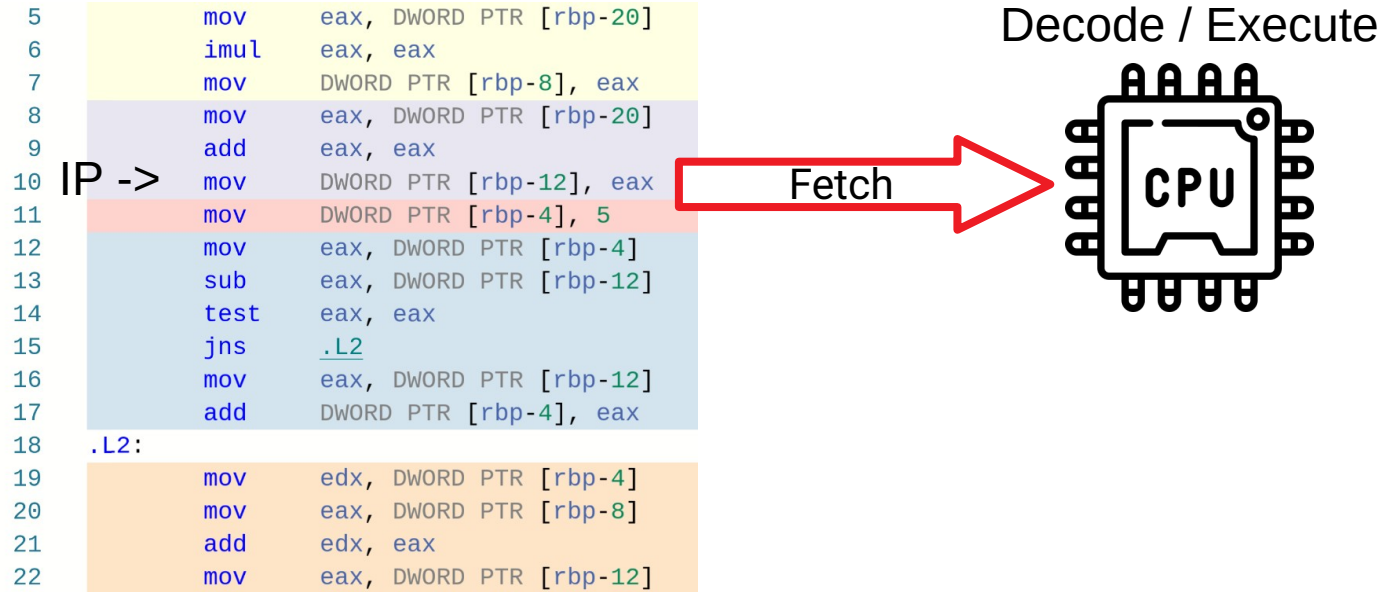 5 mov eax, DWORD PTR [rbp-20]
6 imul eax, eax
7 mov DWORD PTR [rbp-8], eax
8 mov eax, DWORD PTR [rbp-20]
9 add eax, eax
10 IP -> mov DWORD PTR [rbp-12], eax
11 mov DWORD PTR [rbp-4], 5
12 mov eax, DWORD PTR [rbp-4]
13 sub eax, DWORD PTR [rbp-12]
14 test eax, eax
15 jns .L2
16 mov eax, DWORD PTR [rbp-12]
17 add DWORD PTR [rbp-4], eax
18 .L2:
19 mov edx, DWORD PTR [rbp-4]
20 mov eax, DWORD PTR [rbp-8]
21 add edx, eax
22 mov eax, DWORD PTR [rbp-12]
Fetch
Decode / Execute
CPU